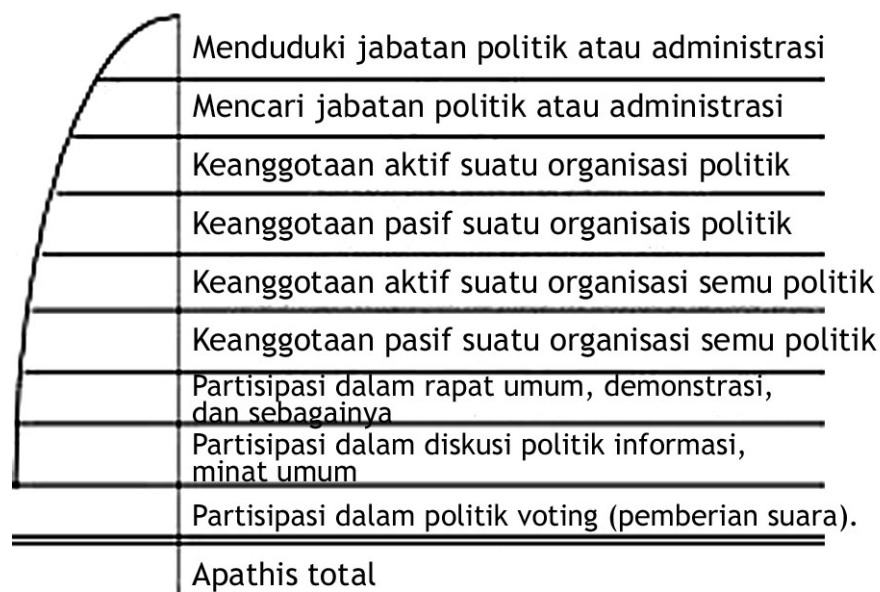 Menduduki jabatan politik atau administrasi
Mencari jabatan politik atau administrasi
Keanggotaan aktif suatu organisasi politik
Keanggotaan pasif suatu organisais politik
Keanggotaan aktif suatu organisasi semu politik
Keanggotaan pasif suatu organisasi semu politik
Partisipasi dalam rapat umum, demonstrasi,
dan sebagainya
Partisipasi dalam diskusi politik informasi,
minat umum
Partisipasi dalam politik voting (pemberian suara).
Apathis total